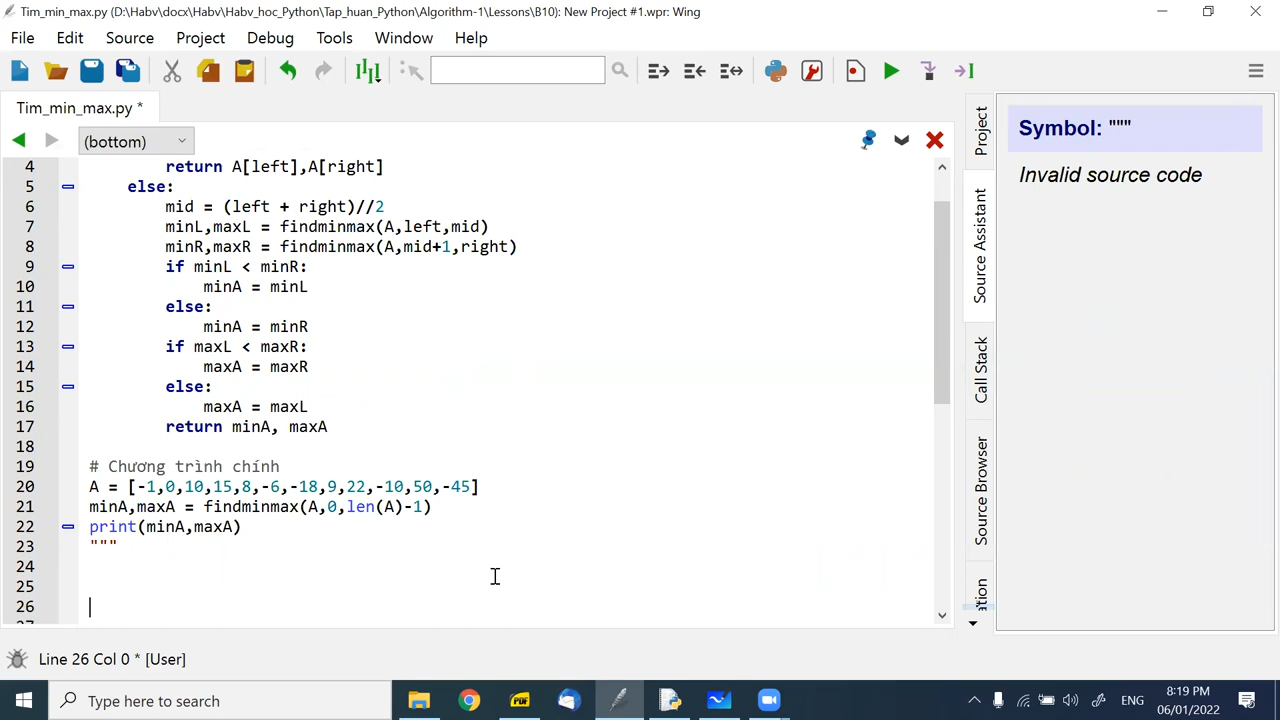 Tim_min_max.py (D:\Habv\docx\Habv\Habv_hoc_Python\Tap_huan_Python\Algorithm-1\Lessons\B10): New Project #1.wpr: Wing
File Edit Source Project Debug Tools Window Help
Tim_min_max.py *
(bottom)
4 return A[left],A[right]
5 else:
6 mid = (left + right)//2
7 minL,maxL = findminmax(A,left,mid)
8 minR,maxR = findminmax(A,mid+1,right)
9 if minL < minR:
10 minA = minL
11 else:
12 minA = minR
13 if maxL < maxR:
14 maxA = maxR
15 else:
16 maxA = maxL
17 return minA, maxA
18
19 # Chương trình chính
20 A = [-1,0,10,15,8,-6,-18,9,22,-10,50,-45]
21 minA,maxA = findminmax(A,0,len(A)-1)
22 print(minA,maxA)
23 """
24
25
26
Project
Source Assistant
Call Stack
Source Browser
Symbol: """
Invalid source code
Line 26 Col 0 * [User]
Type here to search
PDF
ENG
8:19 PM
06/01/2022